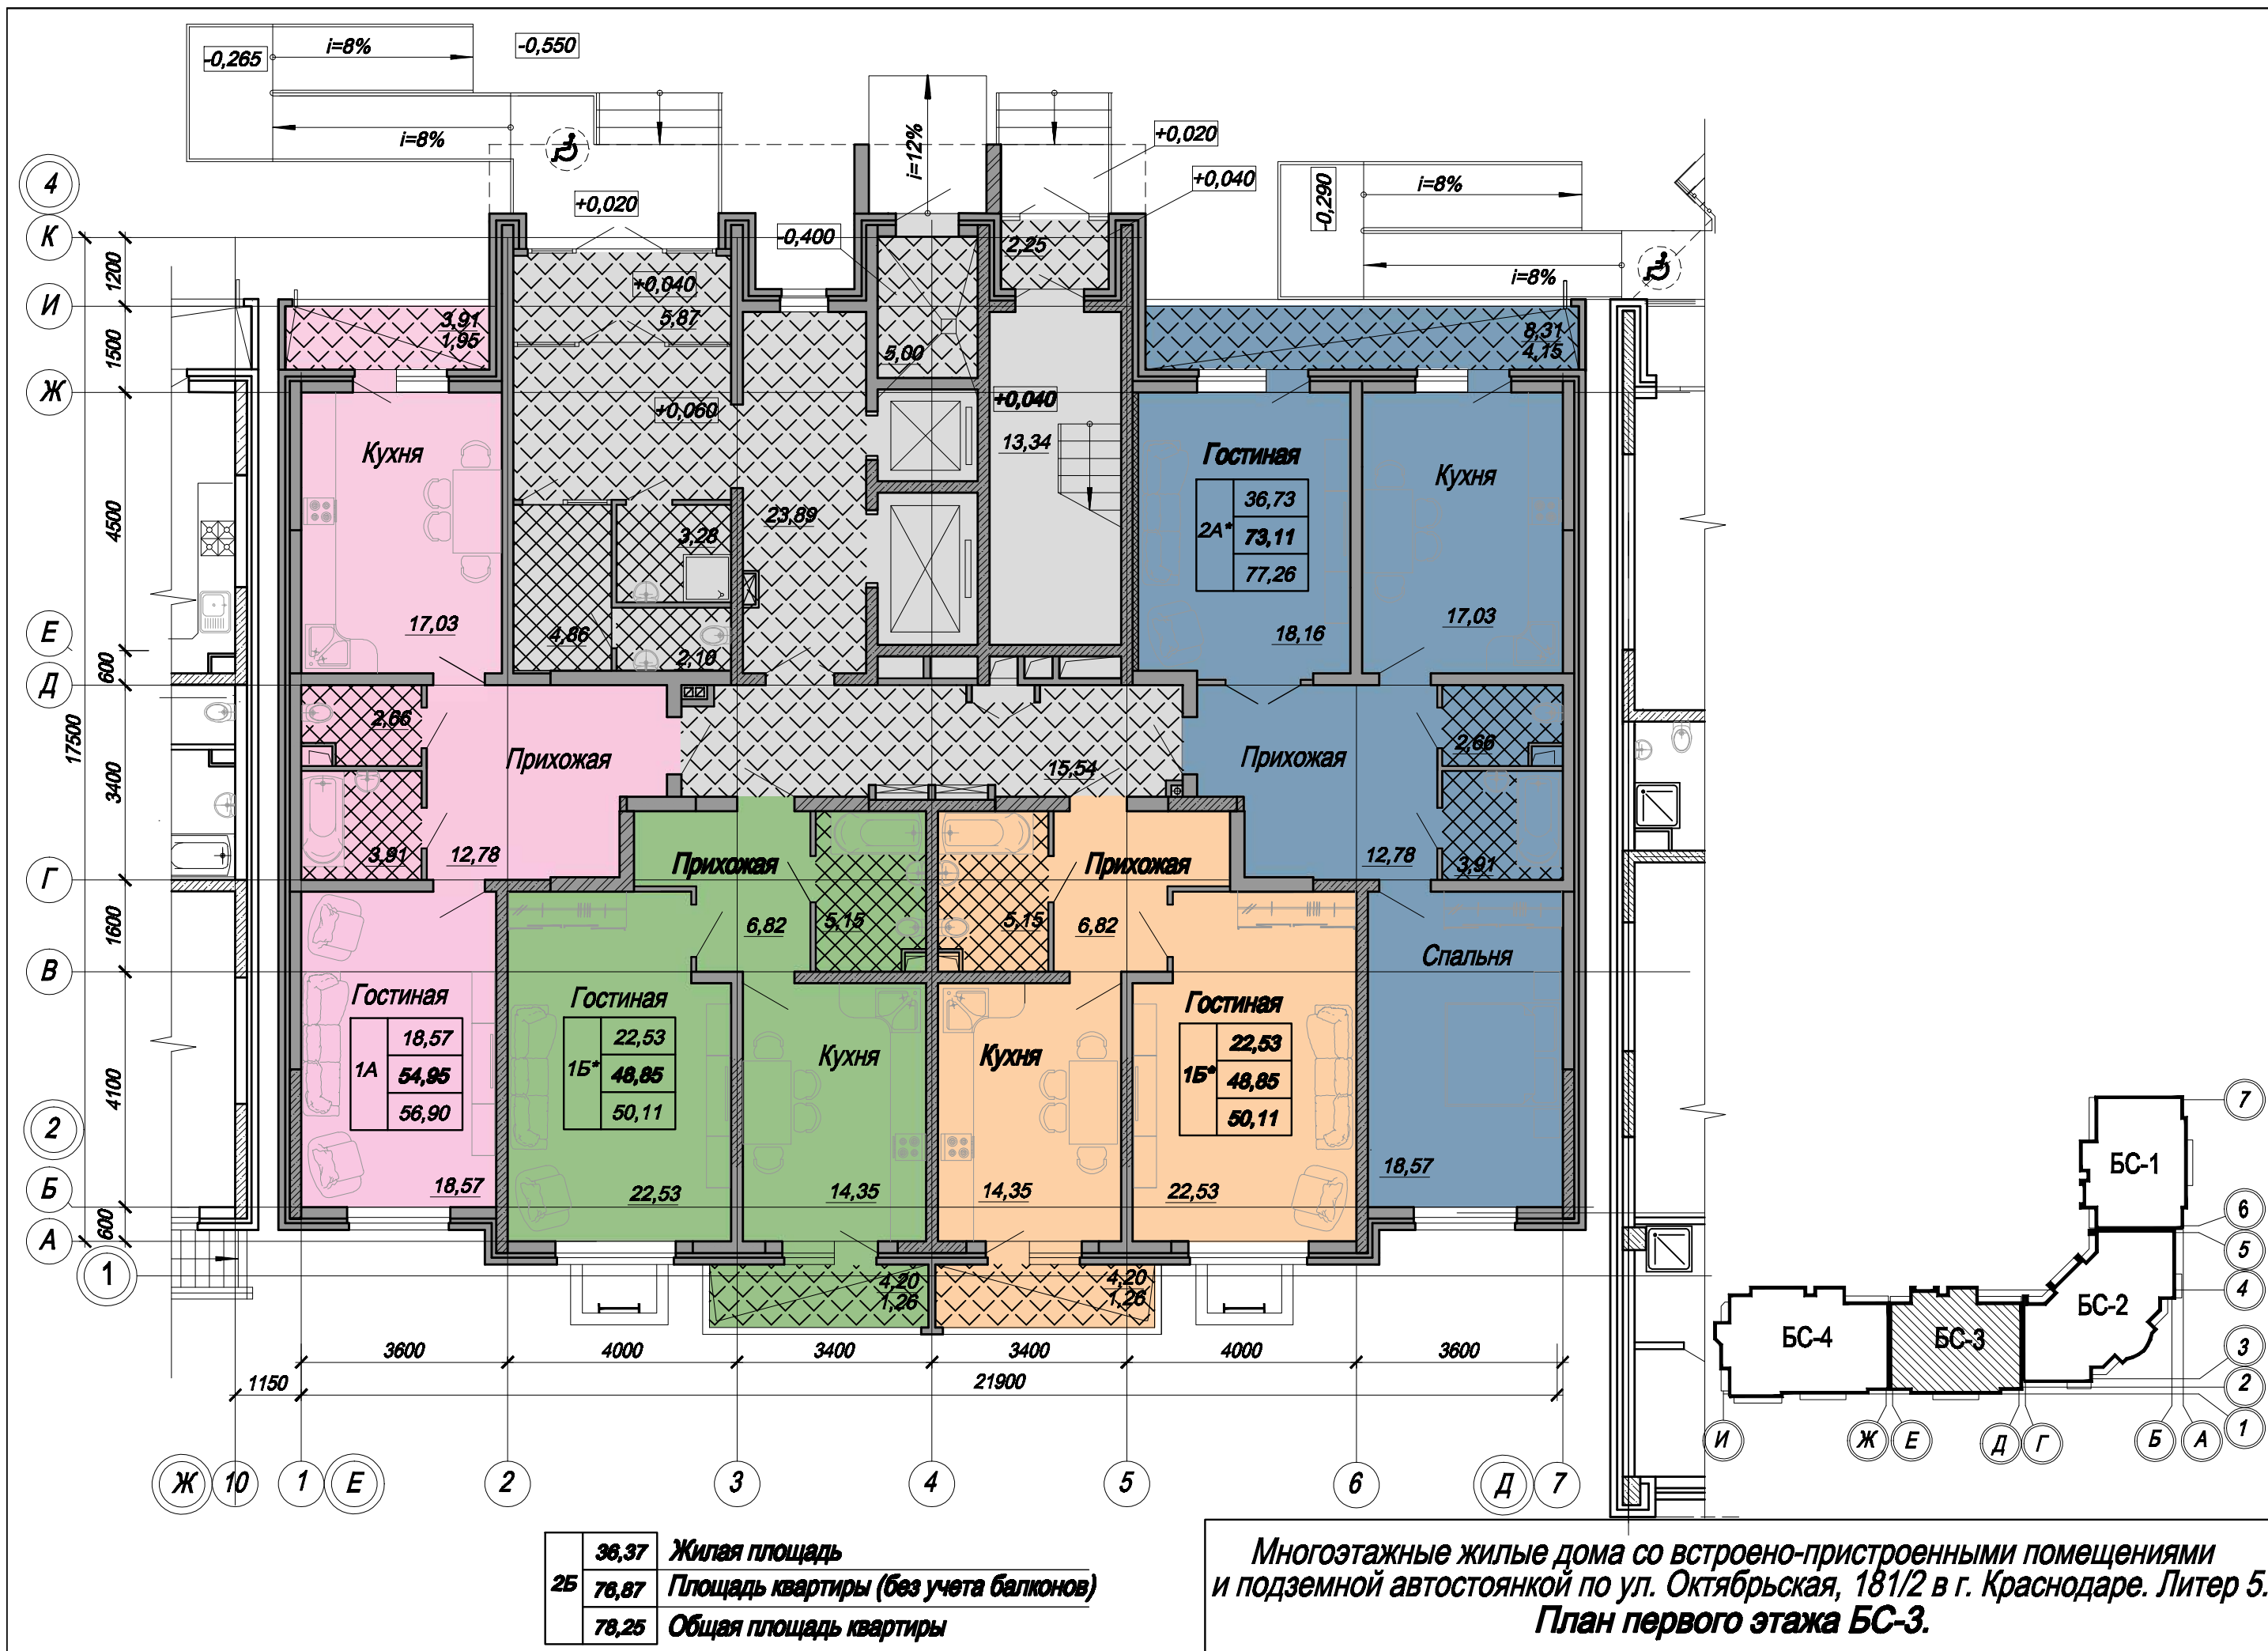 i=8%
-0,265
-0,550
i=8%
i=12%
+0,020
+0,040
-0,290
i=8%
i=8%
+0,020
-0,400
2,25
4
К
И
Ж
Е
Д
Г
В
2
Б
А
1
1200
1500
4500
600
3400
1600
4100
600
17500
+0,040
5,87
3,91
1,95
5,00
8,31
4,15
+0,060
+0,040
13,34
Кухня
17,03
23,89
3,28
4,86
2,10
Гостиная
2А*
36,73
73,11
77,26
18,16
Кухня
17,03
2,66
Прихожая
3,91
12,78
15,54
Прихожая
2,66
12,78
3,91
Прихожая
6,82
5,15
5,15
Прихожая
6,82
Гостиная
1А
18,57
54,95
56,90
18,57
Гостиная
1Б*
22,53
48,85
50,11
22,53
Кухня
14,35
Кухня
14,35
Гостиная
1Б*
22,53
48,85
50,11
22,53
Спальня
18,57
4,20
1,26
4,20
1,26
3600
4000
3400
3400
4000
3600
1150
21900
Ж
10
1
Е
2
3
4
5
6
Д
7
БС-1
БС-2
БС-3
БС-4
7
6
5
4
3
2
1
И
Ж
Е
Д
Г
Б
А
2Б
36,37 Жилая площадь
76,87 Площадь квартиры (без учета балконов)
78,25 Общая площадь квартиры
Многоэтажные жилые дома со встроено-пристроенными помещениями
и подземной автостоянкой по ул. Октябрьская, 181/2 в г. Краснодаре. Литер 5.
План первого этажа БС-3.